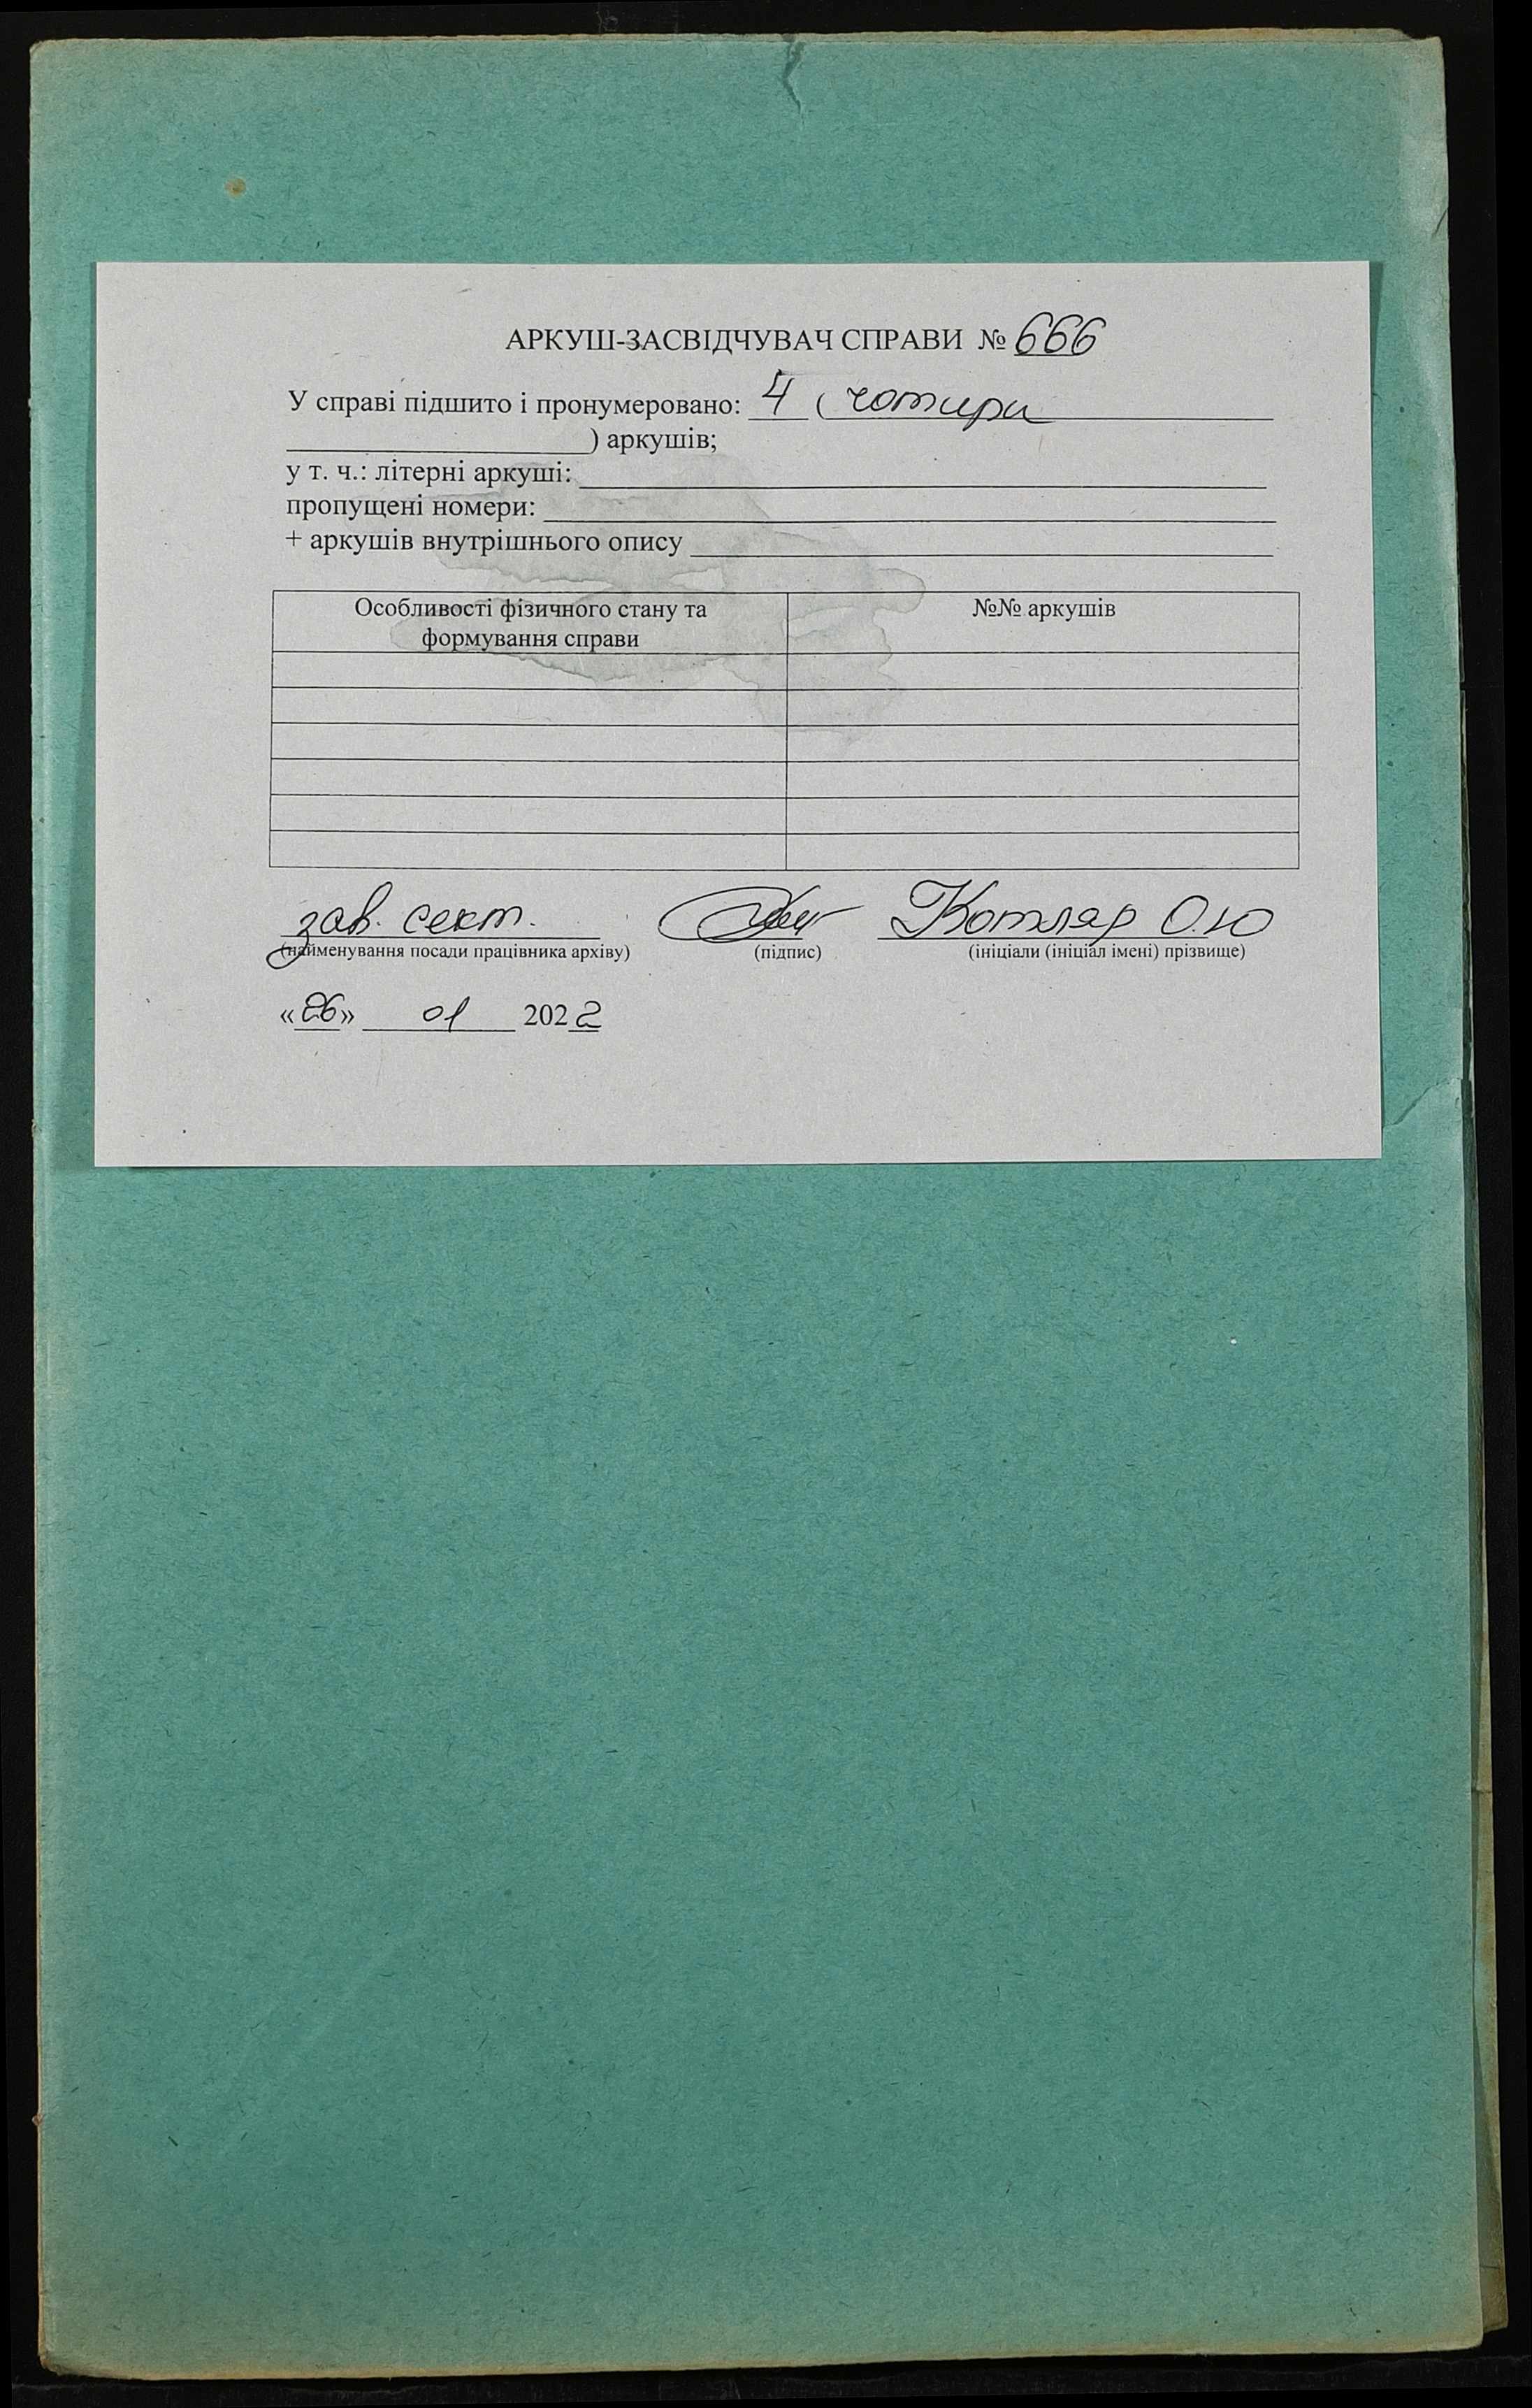 АРКУШ-ЗАСВІДЧУВАЧ СПРАВИ № 666
У справі підшито і пронумеровано: 4 ( чотири
) аркушів;
у т. ч.: літерні аркуші:
пропущені номери:
+ аркушів внутрішнього опису
Особливості фізичного стану та
формування справи
№№ аркушів
зав. сект. Котляр О.Ю
(найменування посади працівника архіву) (підпис) (ініціали (ініціал імені) прізвище)
«26» 01 2022